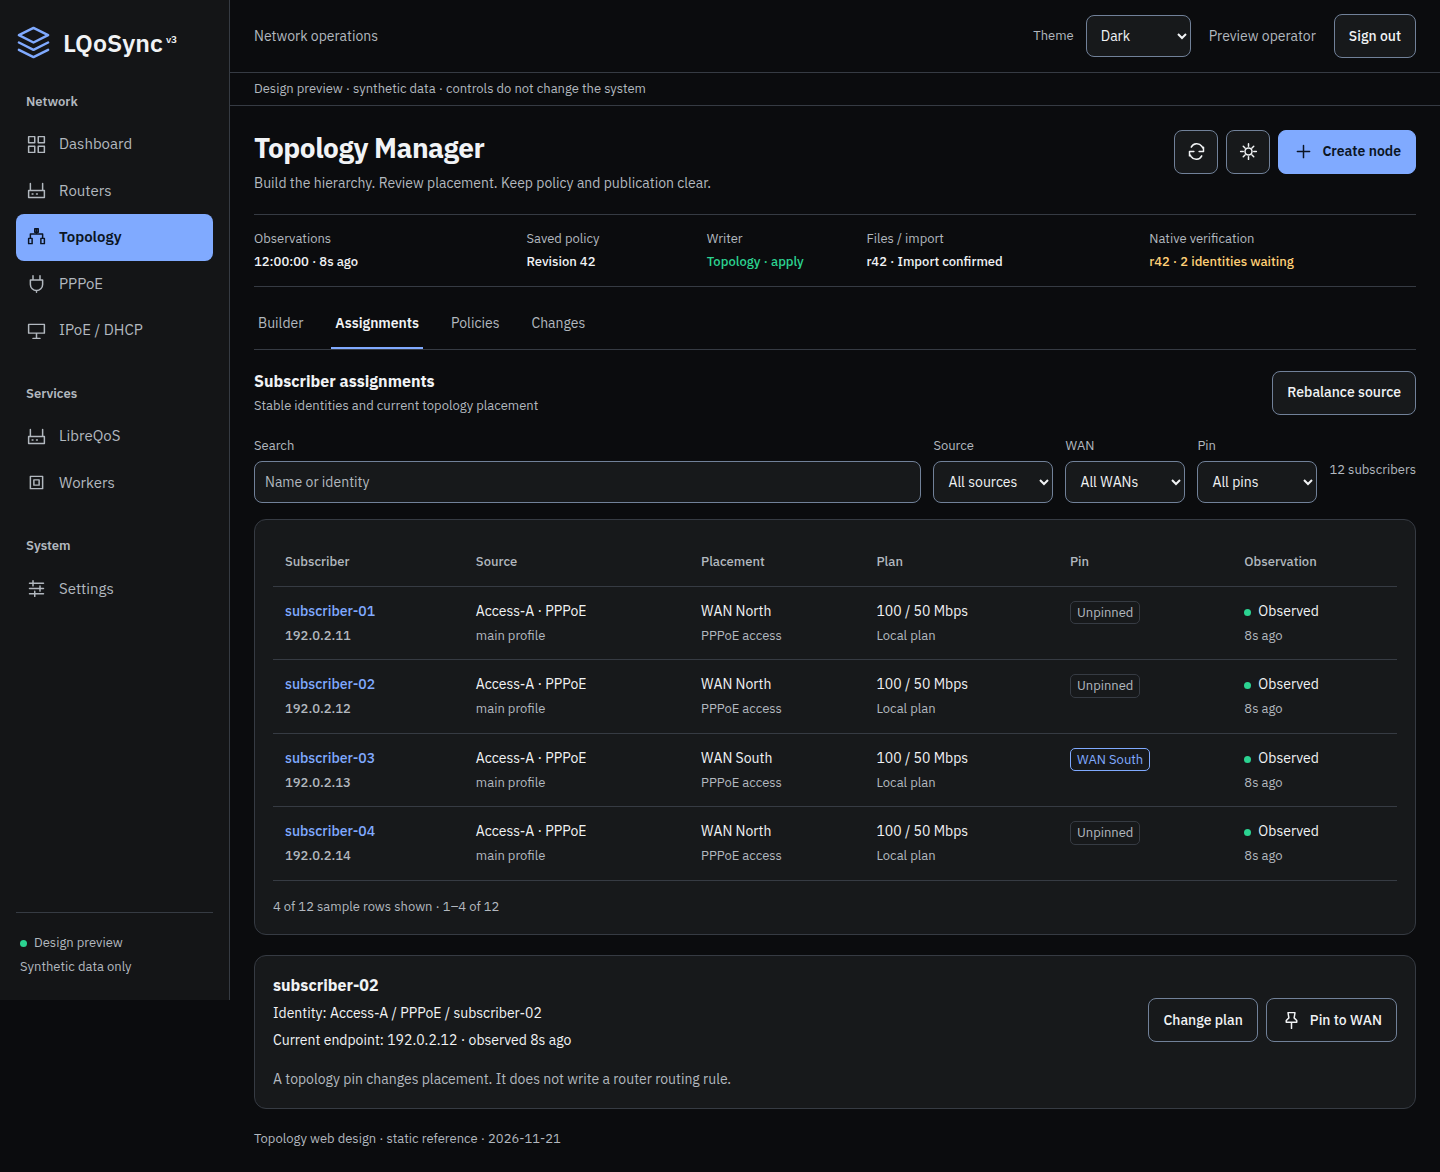 LQoSync v3
Network
Dashboard
Routers
Topology
PPPoE
IPoE / DHCP
Services
LibreQoS
Workers
System
Settings
Design preview
Synthetic data only
Network operations
Theme
Dark
Preview operator
Sign out
Design preview · synthetic data · controls do not change the system
Topology Manager
Build the hierarchy. Review placement. Keep policy and publication clear.
Create node
Observations
12:00:00 · 8s ago
Saved policy
Revision 42
Writer
Topology · apply
Files / import
r42 · Import confirmed
Native verification
r42 · 2 identities waiting
Builder
Assignments
Policies
Changes
Subscriber assignments
Stable identities and current topology placement
Rebalance source
Search
Name or identity
Source
All sources
WAN
All WANs
Pin
All pins
12 subscribers
Subscriber Source Placement Plan Pin Observation
subscriber-01 Access-A · PPPoE WAN North 100 / 50 Mbps Unpinned Observed
192.0.2.11 main profile PPPoE access Local plan 8s ago
subscriber-02 Access-A · PPPoE WAN North 100 / 50 Mbps Unpinned Observed
192.0.2.12 main profile PPPoE access Local plan 8s ago
subscriber-03 Access-A · PPPoE WAN South 100 / 50 Mbps WAN South Observed
192.0.2.13 main profile PPPoE access Local plan 8s ago
subscriber-04 Access-A · PPPoE WAN North 100 / 50 Mbps Unpinned Observed
192.0.2.14 main profile PPPoE access Local plan 8s ago
4 of 12 sample rows shown · 1–4 of 12
subscriber-02
Identity: Access-A / PPPoE / subscriber-02
Current endpoint: 192.0.2.12 · observed 8s ago
A topology pin changes placement. It does not write a router routing rule.
Change plan
Pin to WAN
Topology web design · static reference · 2026-11-21